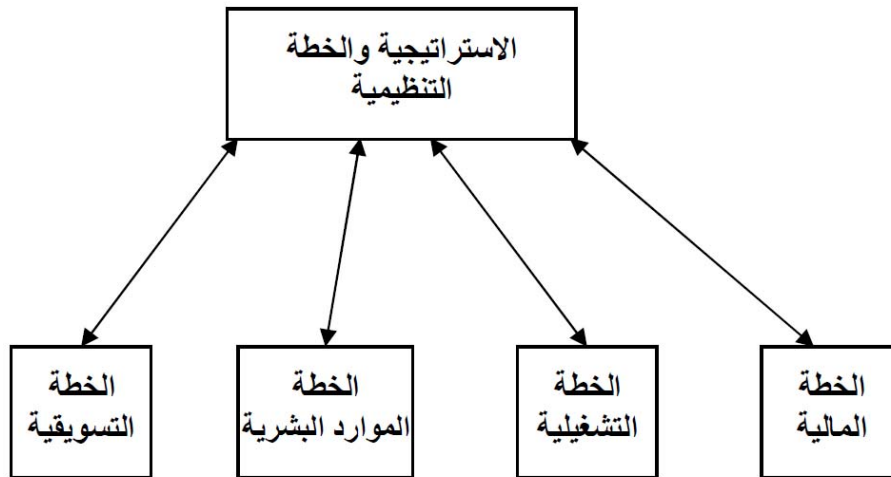 الاستراتيجية والخطة
التنظيمية
الخطة
المالية
الخطة
التشغيلية
الخطة
الموارد البشرية
الخطة
التسويقية